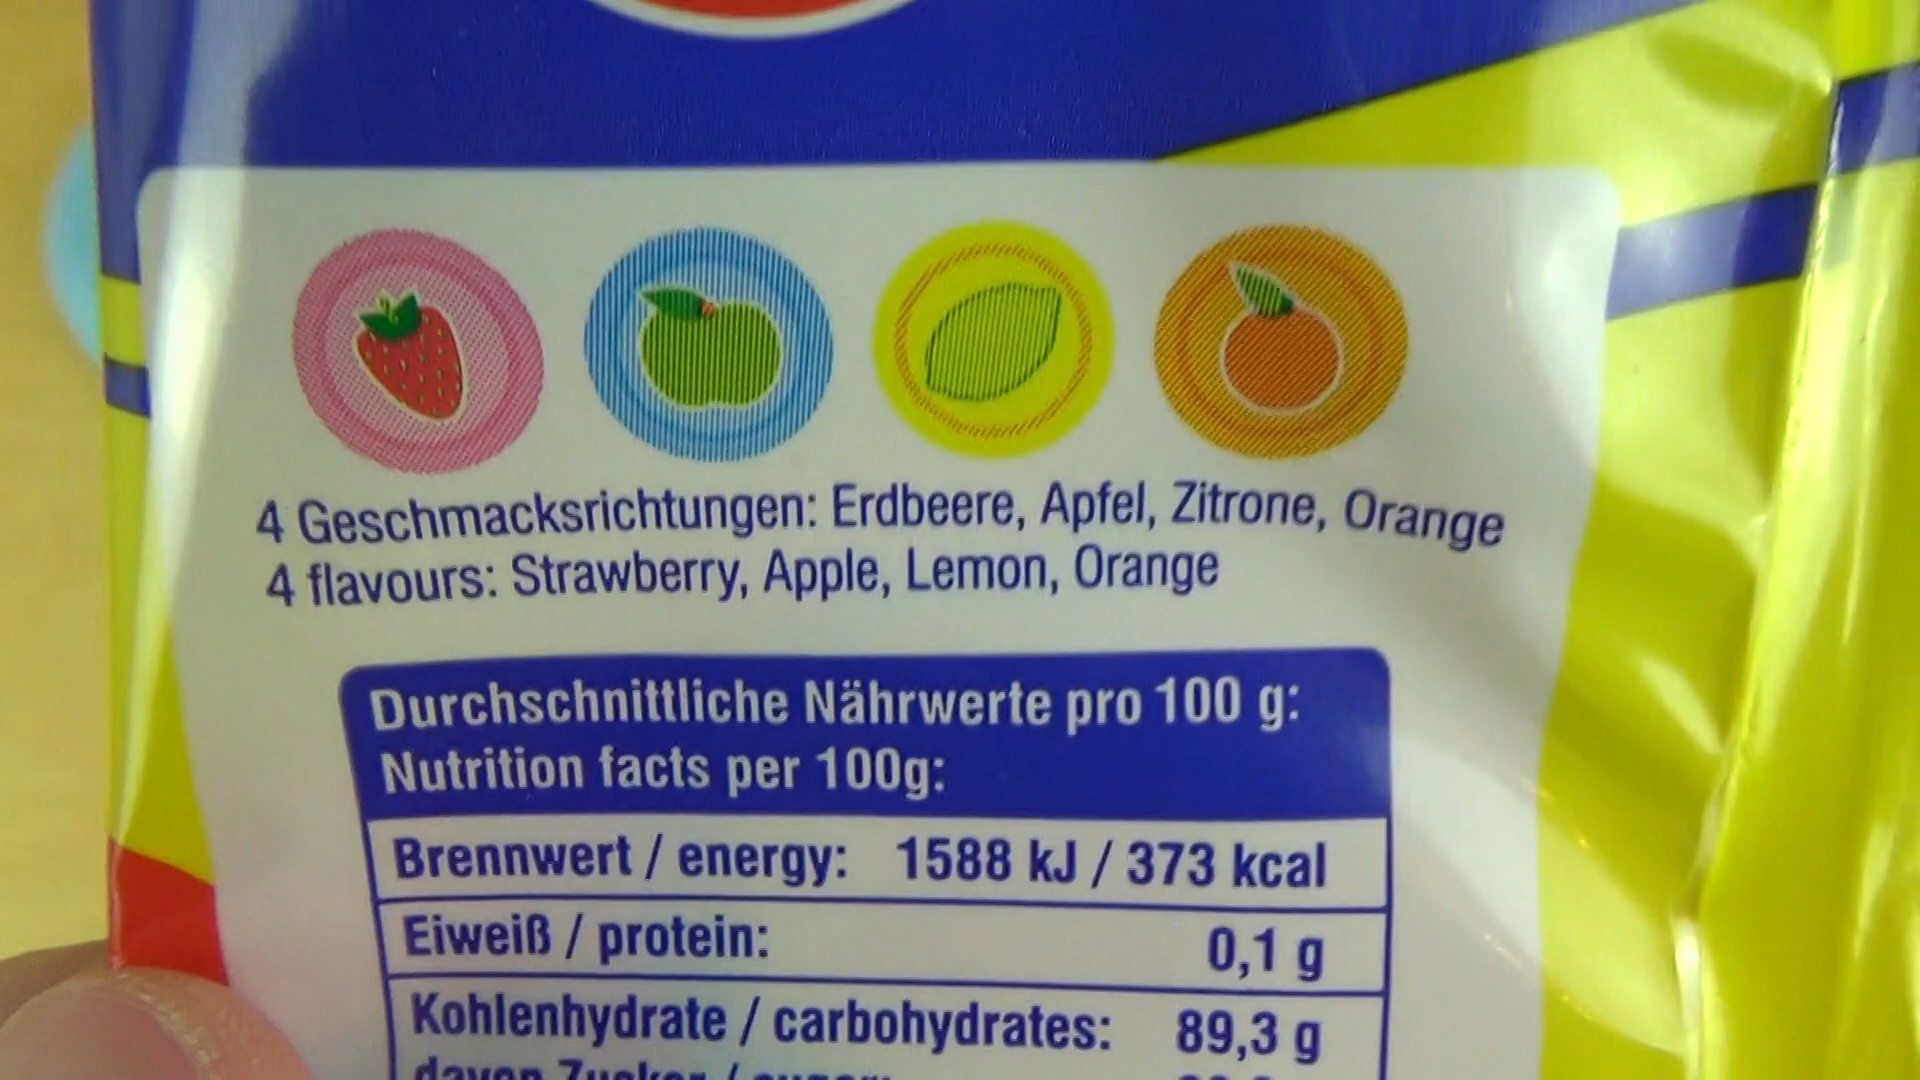 4 Geschmacksrichtungen: Erdbeere, Apfel, Zitrone, Orange
4 flavours: Strawberry, Apple, Lemon, Orange
Durchschnittliche Nährwerte pro 100 g:
Nutrition facts per 100g:
Brennwert / energy: 1588 kJ / 373 kcal
Eiweiß / protein: 0,1 g
Kohlenhydrate / carbohydrates: 89,3 g
davon Zucker / sugar: